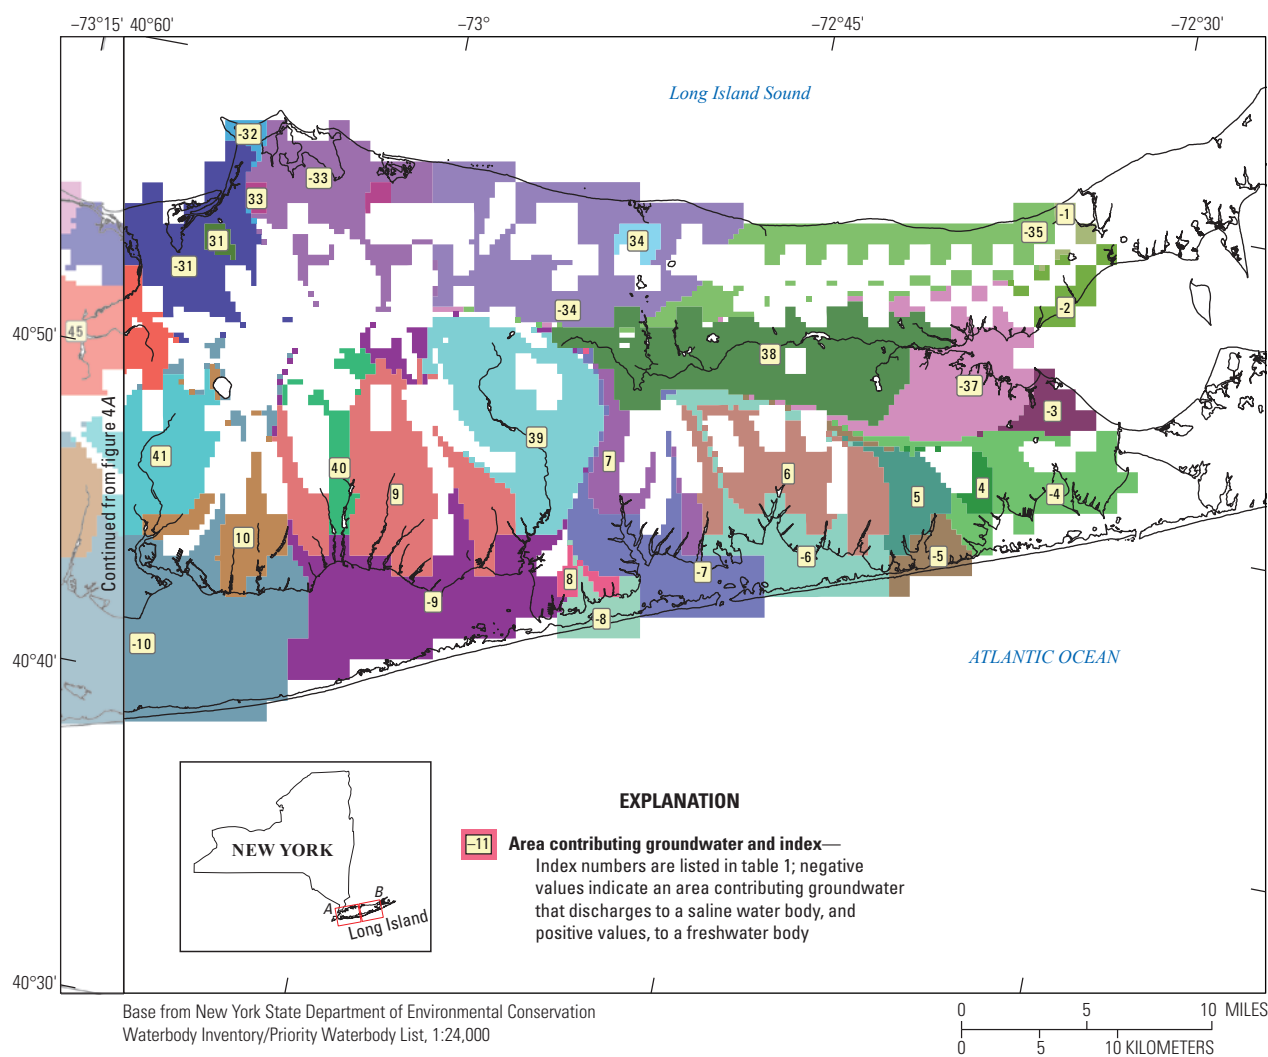 −73°15'
40°60'
−73°
−72°45'
−72°30'
Long Island Sound
-32
-33
33
31
-31
34
-34
-35
-1
-2
45
40°50'
38
-37
-3
39
41
40
9
7
6
5
4
-4
10
-5
-6
-7
8
-8
-9
-10
Continued from figure 4A
40°40'
ATLANTIC OCEAN
NEW YORK
A
B
Long Island
EXPLANATION
−11
Area contributing groundwater and index—
Index numbers are listed in table 1; negative
values indicate an area contributing groundwater
that discharges to a saline water body, and
positive values, to a freshwater body
40°30'
Base from New York State Department of Environmental Conservation
Waterbody Inventory/Priority Waterbody List, 1:24,000
0 5 10 MILES
0 5 10 KILOMETERS